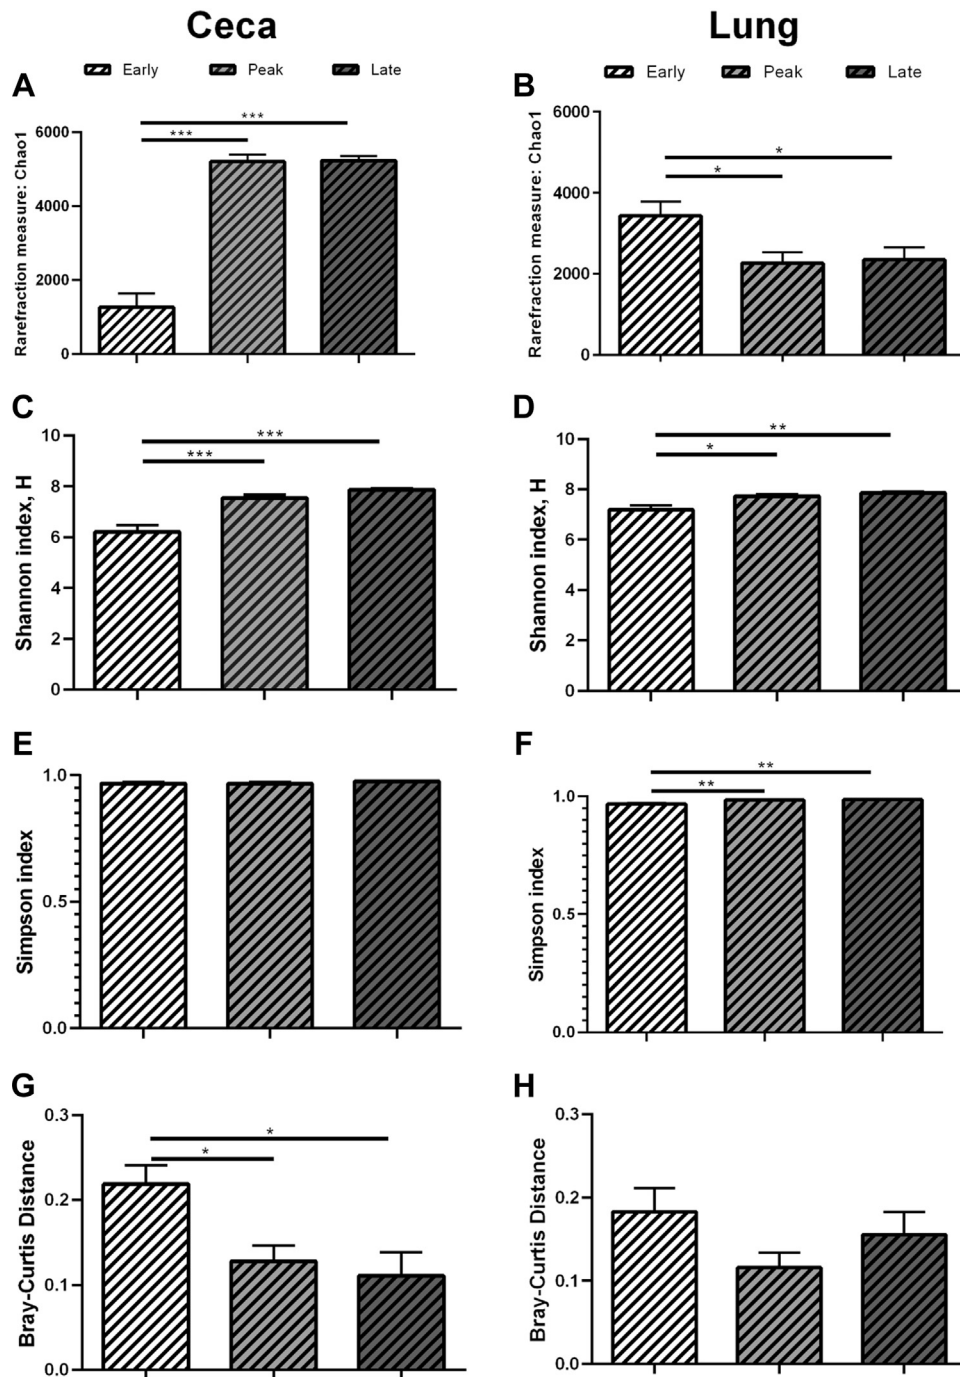 Ceca
Lung
Early Peak Late
Early Peak Late
A
Rarefraction measure: Chao1
6000
4000
2000
0
***
***
B
Rarefraction measure: Chao1
6000
4000
2000
0
*
*
C
Shannon index, H
10
8
6
4
2
0
***
***
D
Shannon index, H
10
8
6
4
2
0
**
*
E
Simpson index
1.0
0.5
0.0
F
Simpson index
1.0
0.5
0.0
**
**
G
Bray-Curtis Distance
0.3
0.2
0.1
0.0
*
*
H
Bray-Curtis Distance
0.3
0.2
0.1
0.0